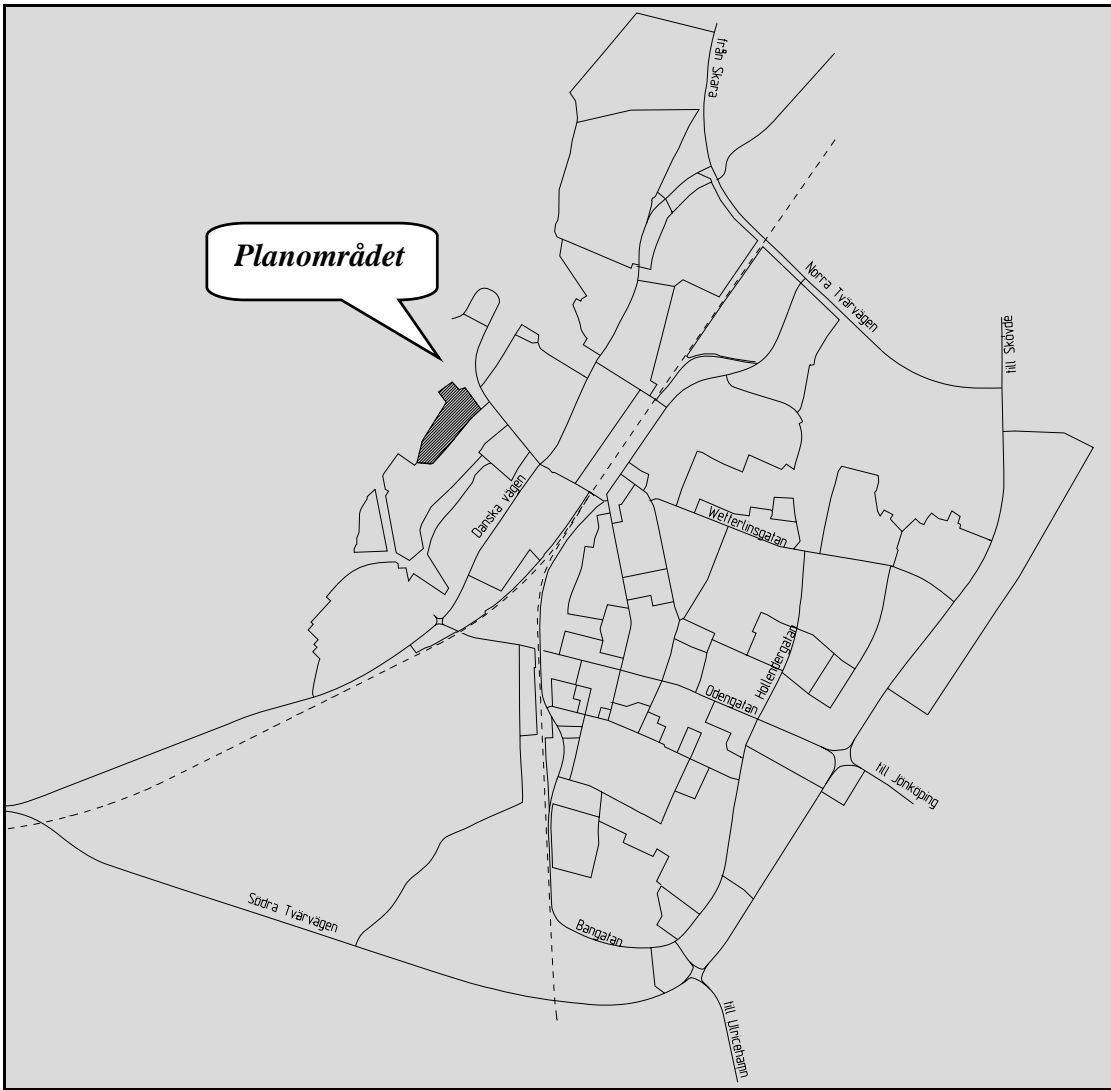 från Skara
Planområdet
Norra Tvärvägen
till Skövde
Danska vägen
Wetterlinsgatan
Hollendergatan
Odengatan
till Jönköping
Södra Tvärvägen
Bangatan
till Ulricehamn